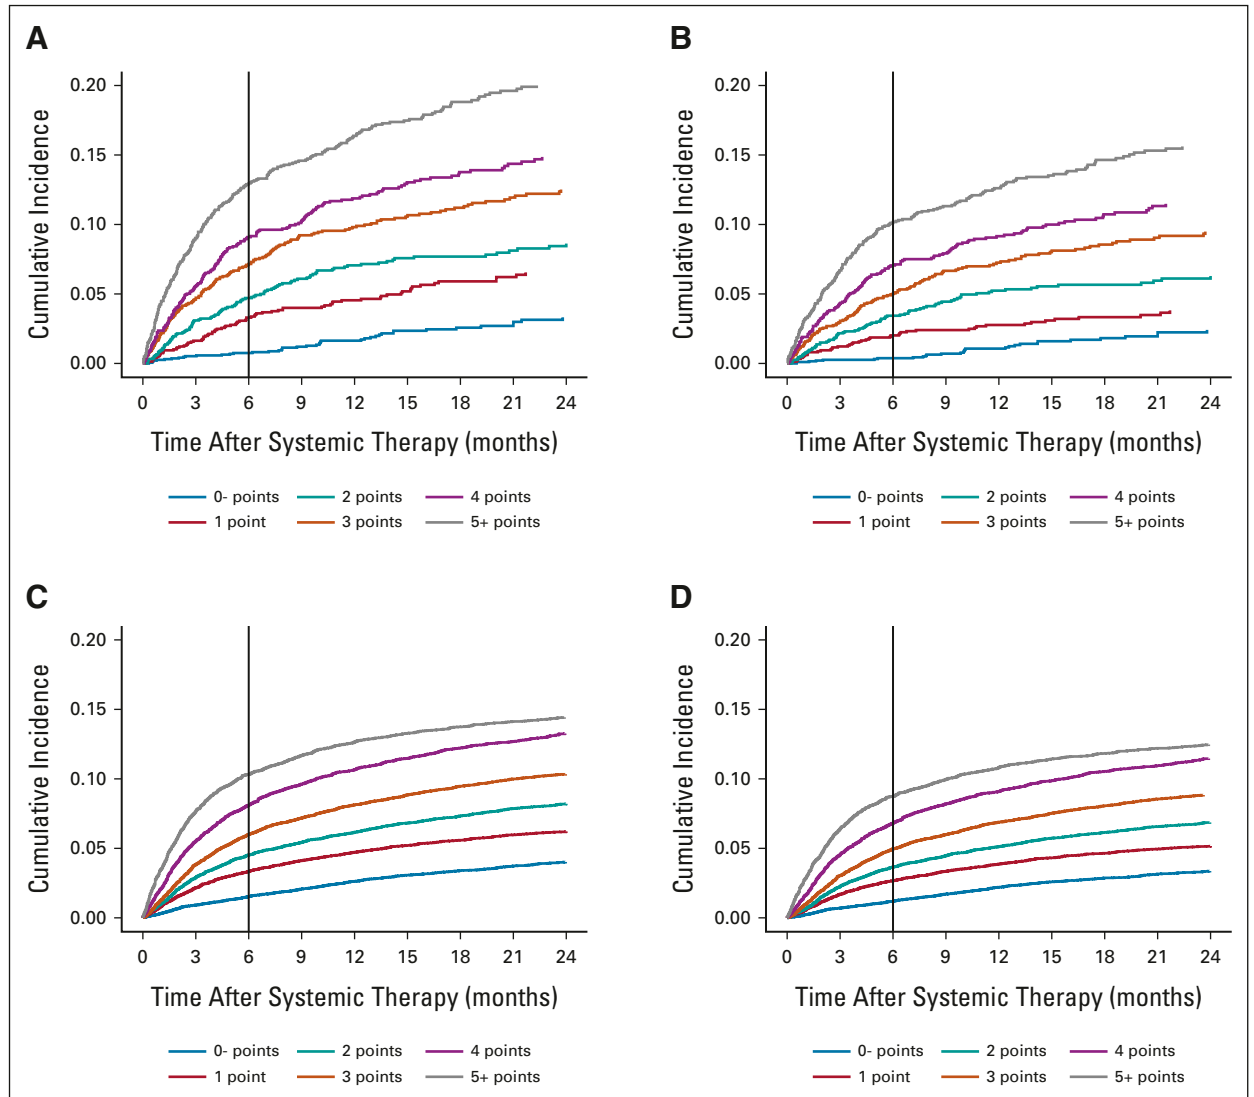 A
Cumulative Incidence
0.20
0.15
0.10
0.05
0.00
0 3 6 9 12 15 18 21 24
Time After Systemic Therapy (months)
0- points 2 points 4 points
1 point 3 points 5+ points
B
Cumulative Incidence
0.20
0.15
0.10
0.05
0.00
0 3 6 9 12 15 18 21 24
Time After Systemic Therapy (months)
0- points 2 points 4 points
1 point 3 points 5+ points
C
Cumulative Incidence
0.20
0.15
0.10
0.05
0.00
0 3 6 9 12 15 18 21 24
Time After Systemic Therapy (months)
0- points 2 points 4 points
1 point 3 points 5+ points
D
Cumulative Incidence
0.20
0.15
0.10
0.05
0.00
0 3 6 9 12 15 18 21 24
Time After Systemic Therapy (months)
0- points 2 points 4 points
1 point 3 points 5+ points